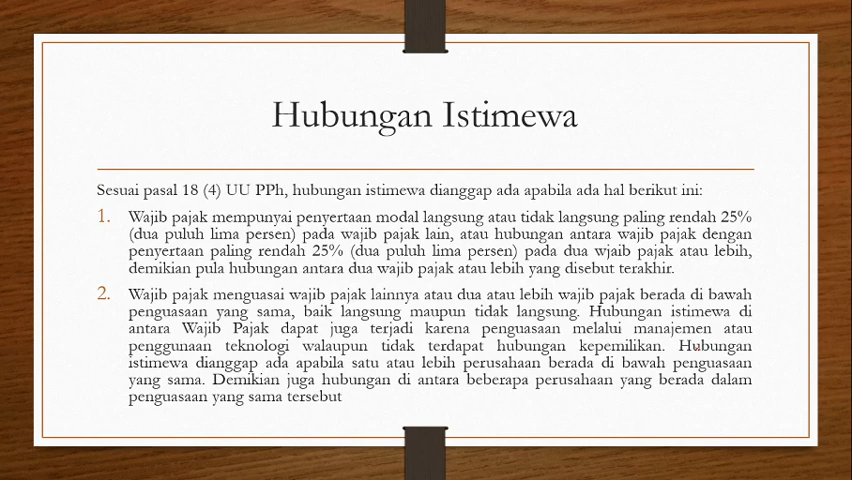 Hubungan Istimewa
Sesuai pasal 18 (4) UU PPh, hubungan istimewa dianggap ada apabila ada hal berikut ini:
1. Wajib pajak mempunyai penyertaan modal langsung atau tidak langsung paling rendah 25%
(dua puluh lima persen) pada wajib pajak lain, atau hubungan antara wajib pajak dengan
penyertaan paling rendah 25% (dua puluh lima persen) pada dua wjaib pajak atau lebih,
demikian pula hubungan antara dua wajib pajak atau lebih yang disebut terakhir.
2. Wajib pajak menguasai wajib pajak lainnya atau dua atau lebih wajib pajak berada di bawah
penguasaan yang sama, baik langsung maupun tidak langsung. Hubungan istimewa di
antara Wajib Pajak dapat juga terjadi karena penguasaan melalui manajemen atau
penggunaan teknologi walaupun tidak terdapat hubungan kepemilikan. Hubungan
istimewa dianggap ada apabila satu atau lebih perusahaan berada di bawah penguasaan
yang sama. Demikian juga hubungan di antara beberapa perusahaan yang berada dalam
penguasaan yang sama tersebut